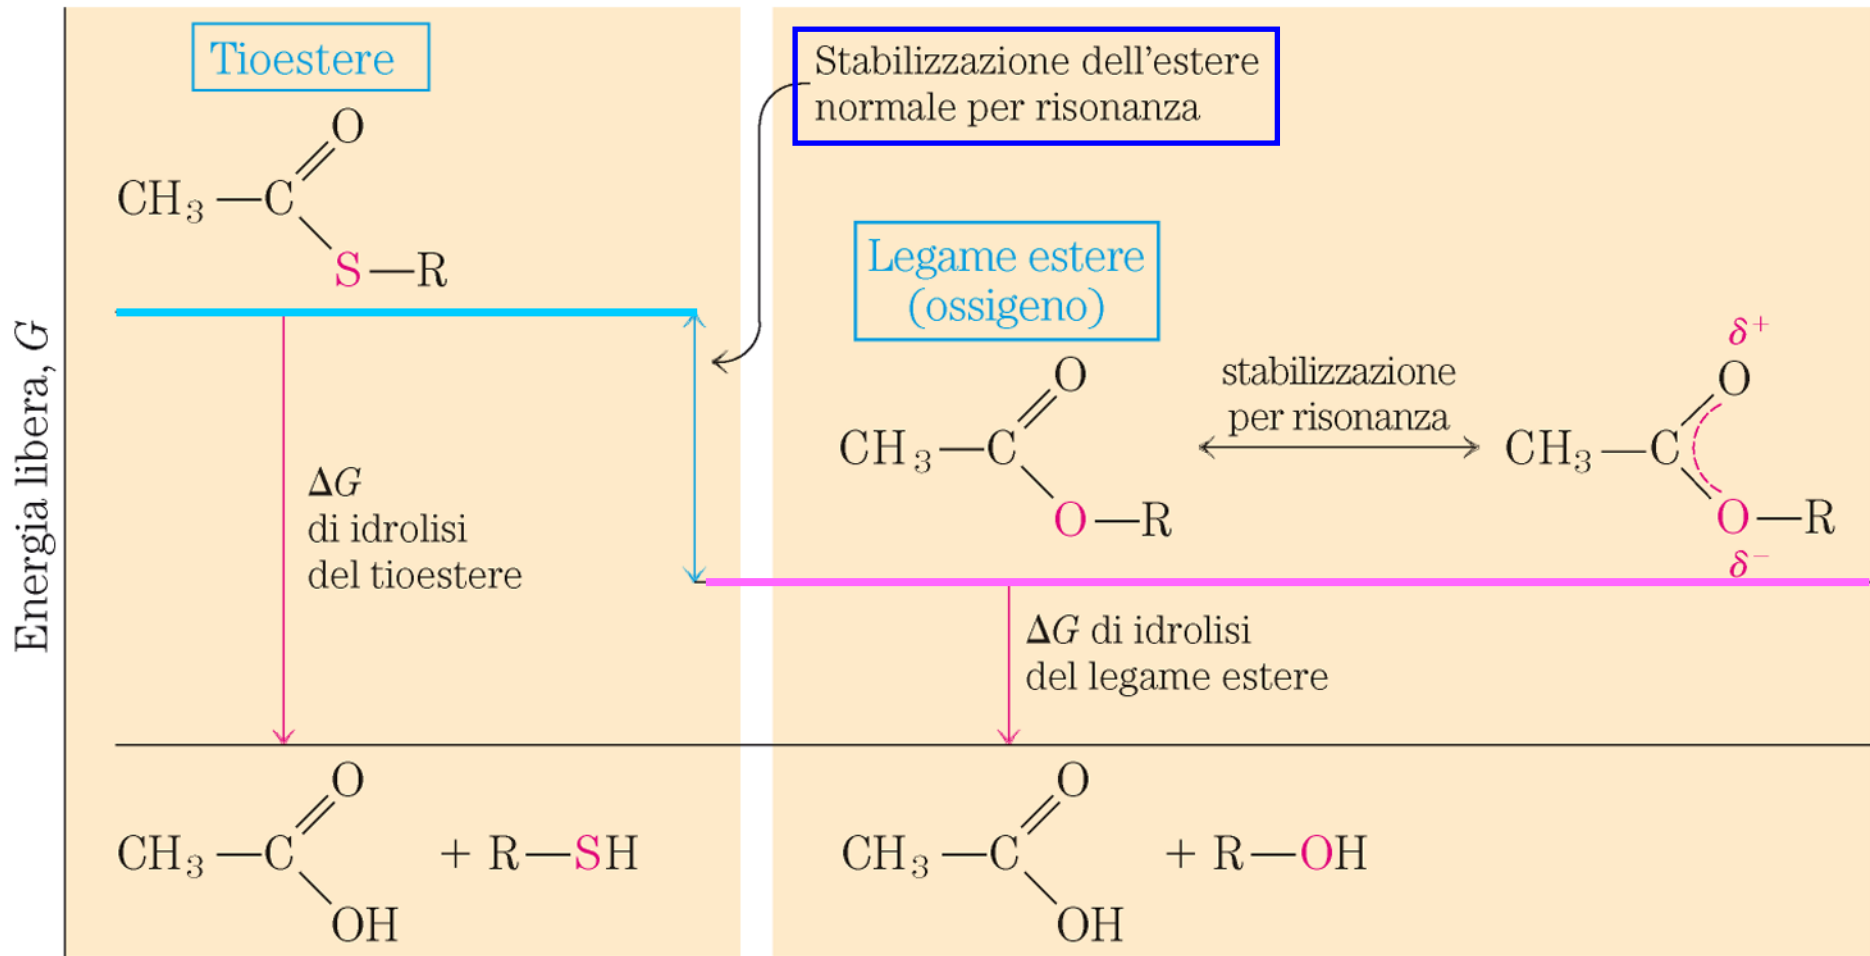 Energia libera, G
Tioestere
O
CH₃—C
S—R
ΔG
di idrolisi
del tioestere
O
CH₃—C + R—SH
OH
Stabilizzazione dell’estere
normale per risonanza
Legame estere
(ossigeno)
O
CH₃—C
O—R
stabilizzazione
per risonanza
δ⁺
O
CH₃—C
O—R
δ⁻
ΔG di idrolisi
del legame estere
O
CH₃—C + R—OH
OH